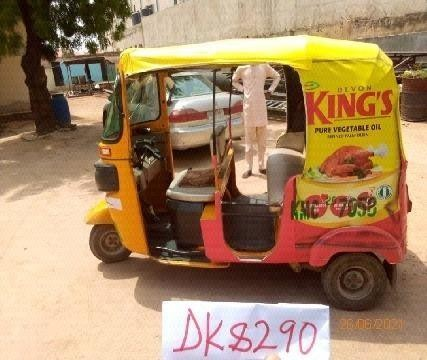 DEVON
KING'S
PURE VEGETABLE OIL
DK8290
26/06/2021